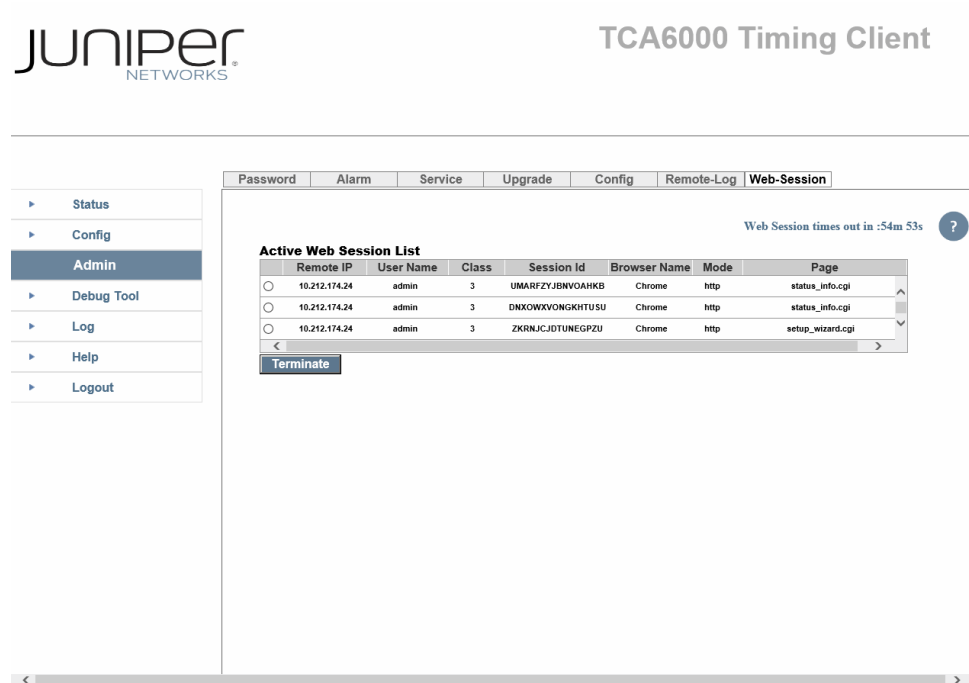 JUNIPER
NETWORKS
TCA6000 Timing Client
Password Alarm Service Upgrade Config Remote-Log Web-Session
Status
Config
Admin
Debug Tool
Log
Help
Logout
Web Session times out in :54m 53s ?
Active Web Session List
Remote IP User Name Class Session Id Browser Name Mode Page
10.212.174.24 admin 3 UMARFZYJBNVOAHKB Chrome http status_info.cgi
10.212.174.24 admin 3 DNXOWXVONGKHTUSU Chrome http status_info.cgi
10.212.174.24 admin 3 ZKRNJCJDTUNEGPZU Chrome http setup_wizard.cgi
Terminate